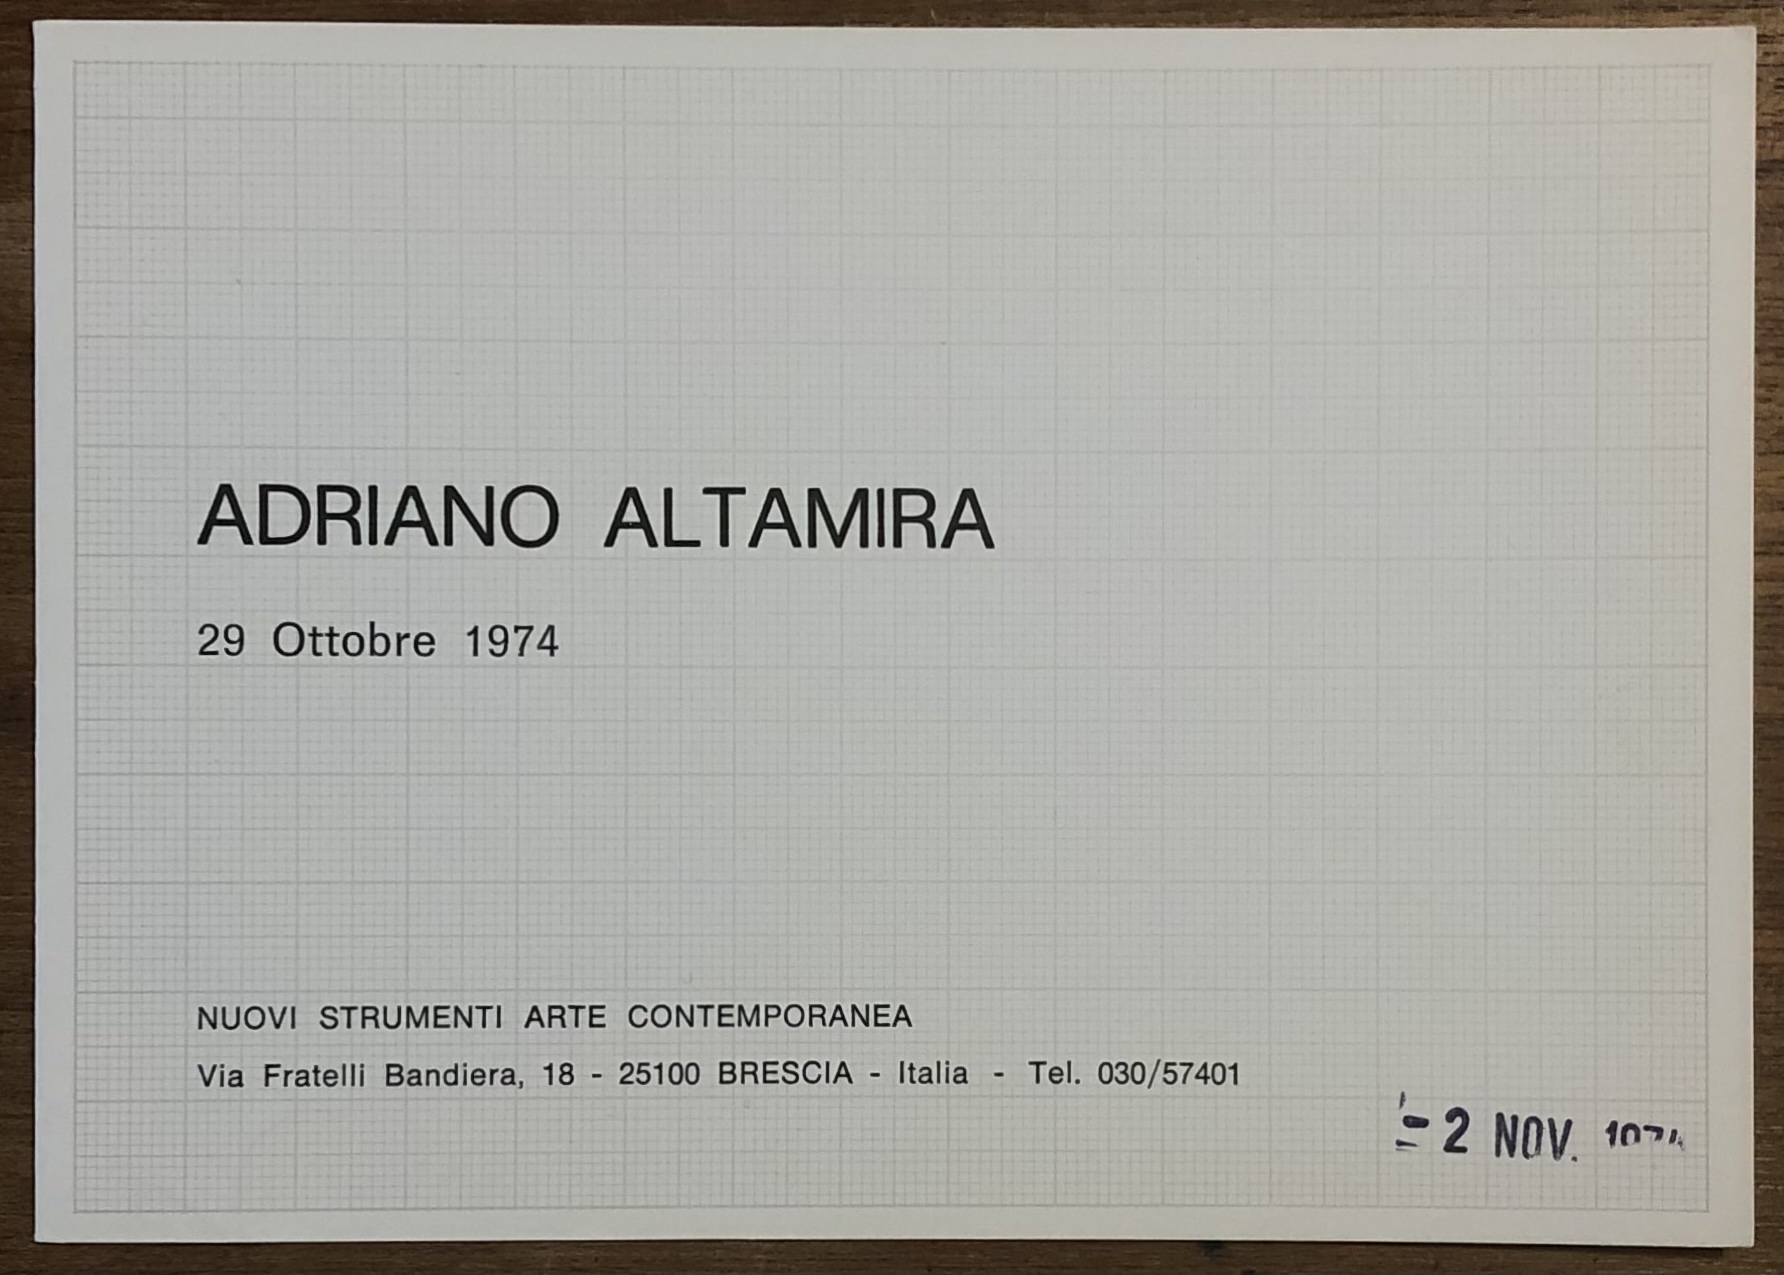 ADRIANO ALTAMIRA
29 Ottobre 1974
NUOVI STRUMENTI ARTE CONTEMPORANEA
Via Fratelli Bandiera, 18 - 25100 BRESCIA - Italia - Tel. 030/57401
- 2 NOV. 1974